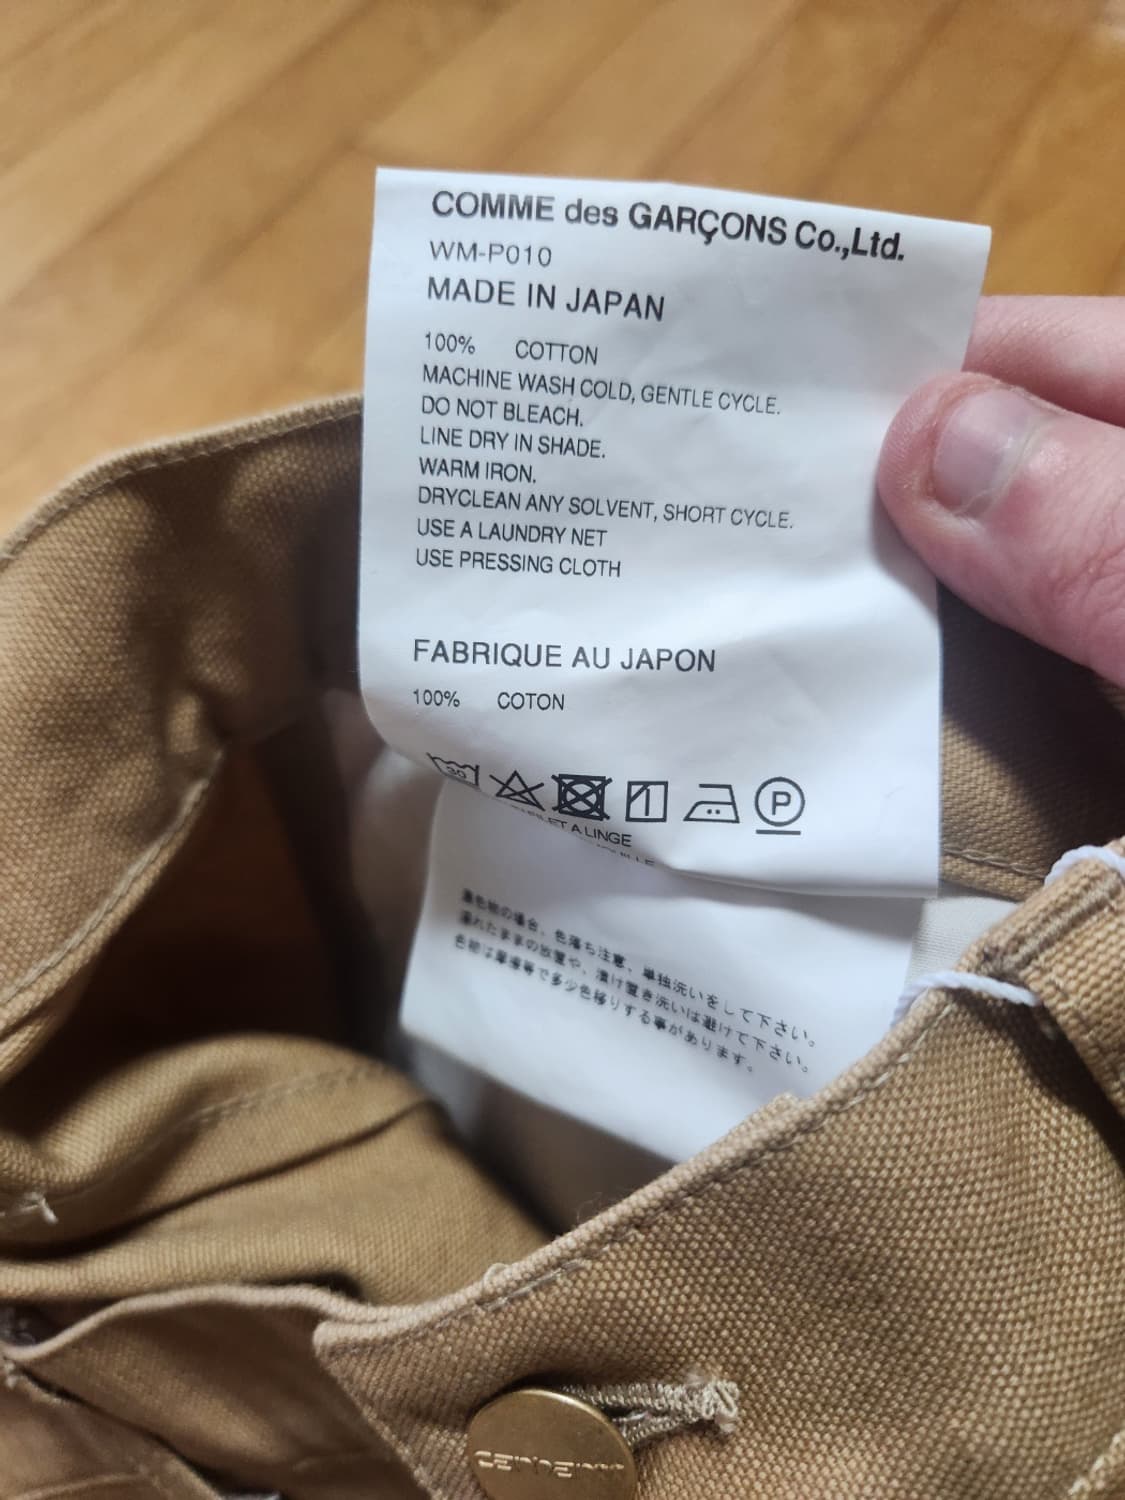 COMME des GARÇONS Co.,Ltd.
WM-P010
MADE IN JAPAN
100% COTTON
MACHINE WASH COLD, GENTLE CYCLE.
DO NOT BLEACH.
LINE DRY IN SHADE.
WARM IRON.
DRYCLEAN ANY SOLVENT, SHORT CYCLE.
USE A LAUNDRY NET
USE PRESSING CLOTH
FABRIQUE AU JAPON
100% COTON
30
P
A LINGE
濃色物の場合、色落ち注意、単独洗いをして下さい。
濡れたままの放置や、漬け置き洗いは避けて下さい。
色物は摩擦等で多少色移りする事があります。
carhartt